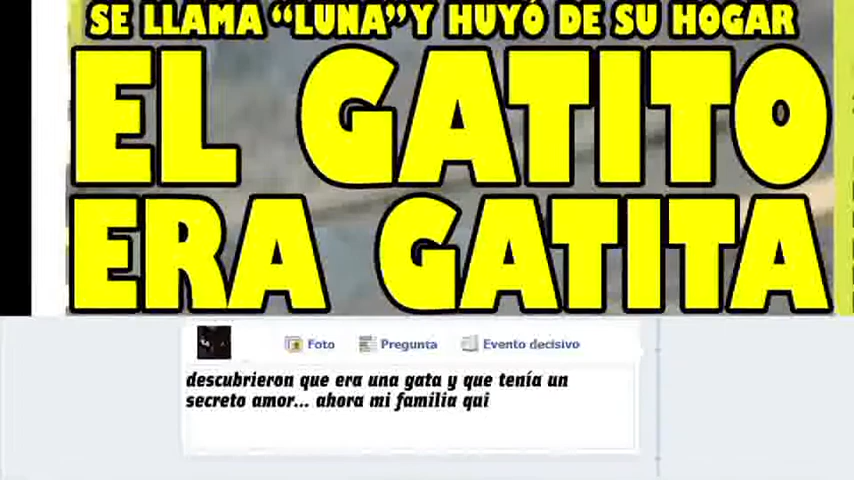 SE LLAMA “LUNA” Y HUYÓ DE SU HOGAR
EL GATITO
ERA GATITA
Foto Pregunta Evento decisivo
descubrieron que era una gata y que tenía un
secreto amor... ahora mi familia qui